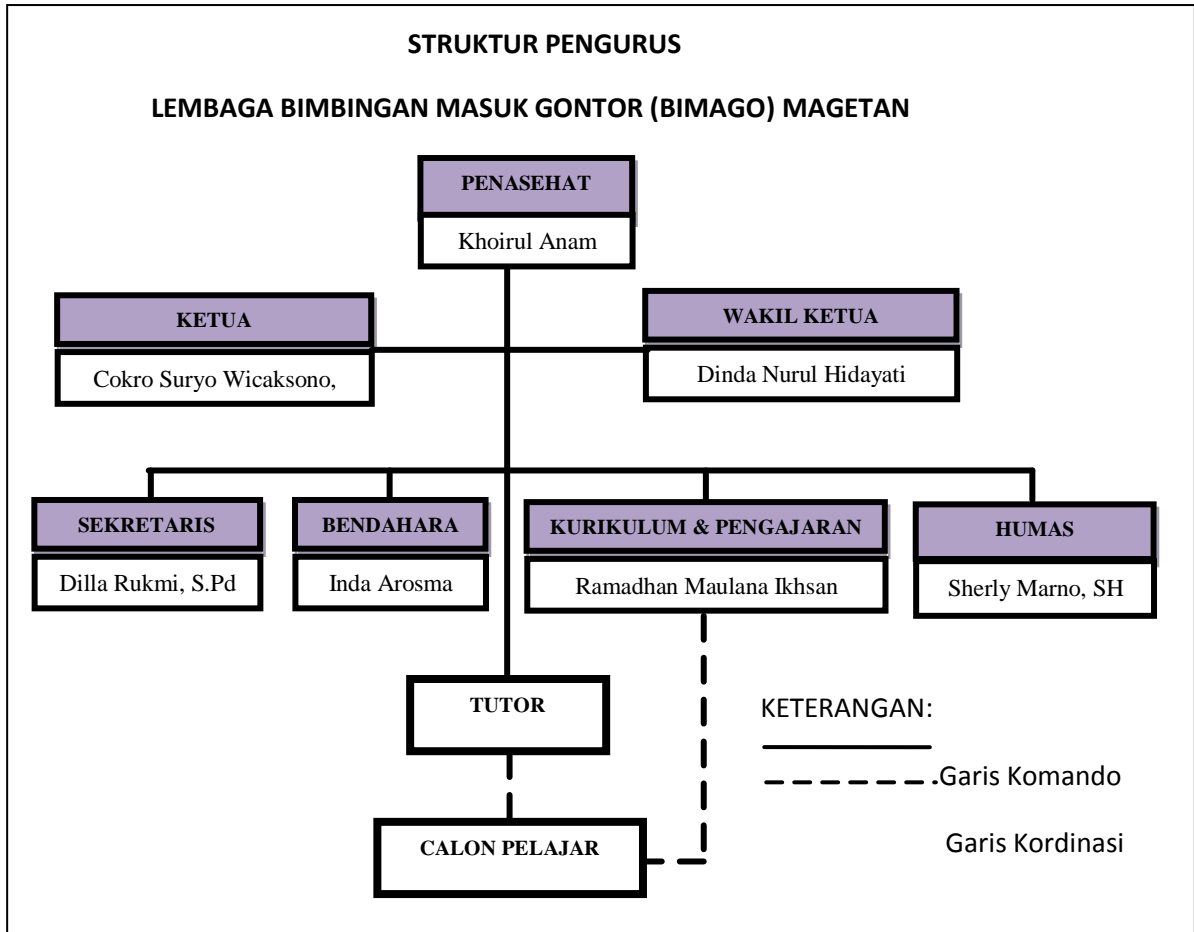 STRUKTUR PENGURUS
LEMBAGA BIMBINGAN MASUK GONTOR (BIMAGO) MAGETAN
PENASEHAT
Khoirul Anam
KETUA
Cokro Suryo Wicaksono,
WAKIL KETUA
Dinda Nurul Hidayati
SEKRETARIS
Dilla Rukmi, S.Pd
BENDAHARA
Inda Arosma
KURIKULUM & PENGAJARAN
Ramadhan Maulana Ikhsan
HUMAS
Sherly Marno, SH
TUTOR
CALON PELAJAR
KETERANGAN:
Garis Komando
Garis Kordinasi